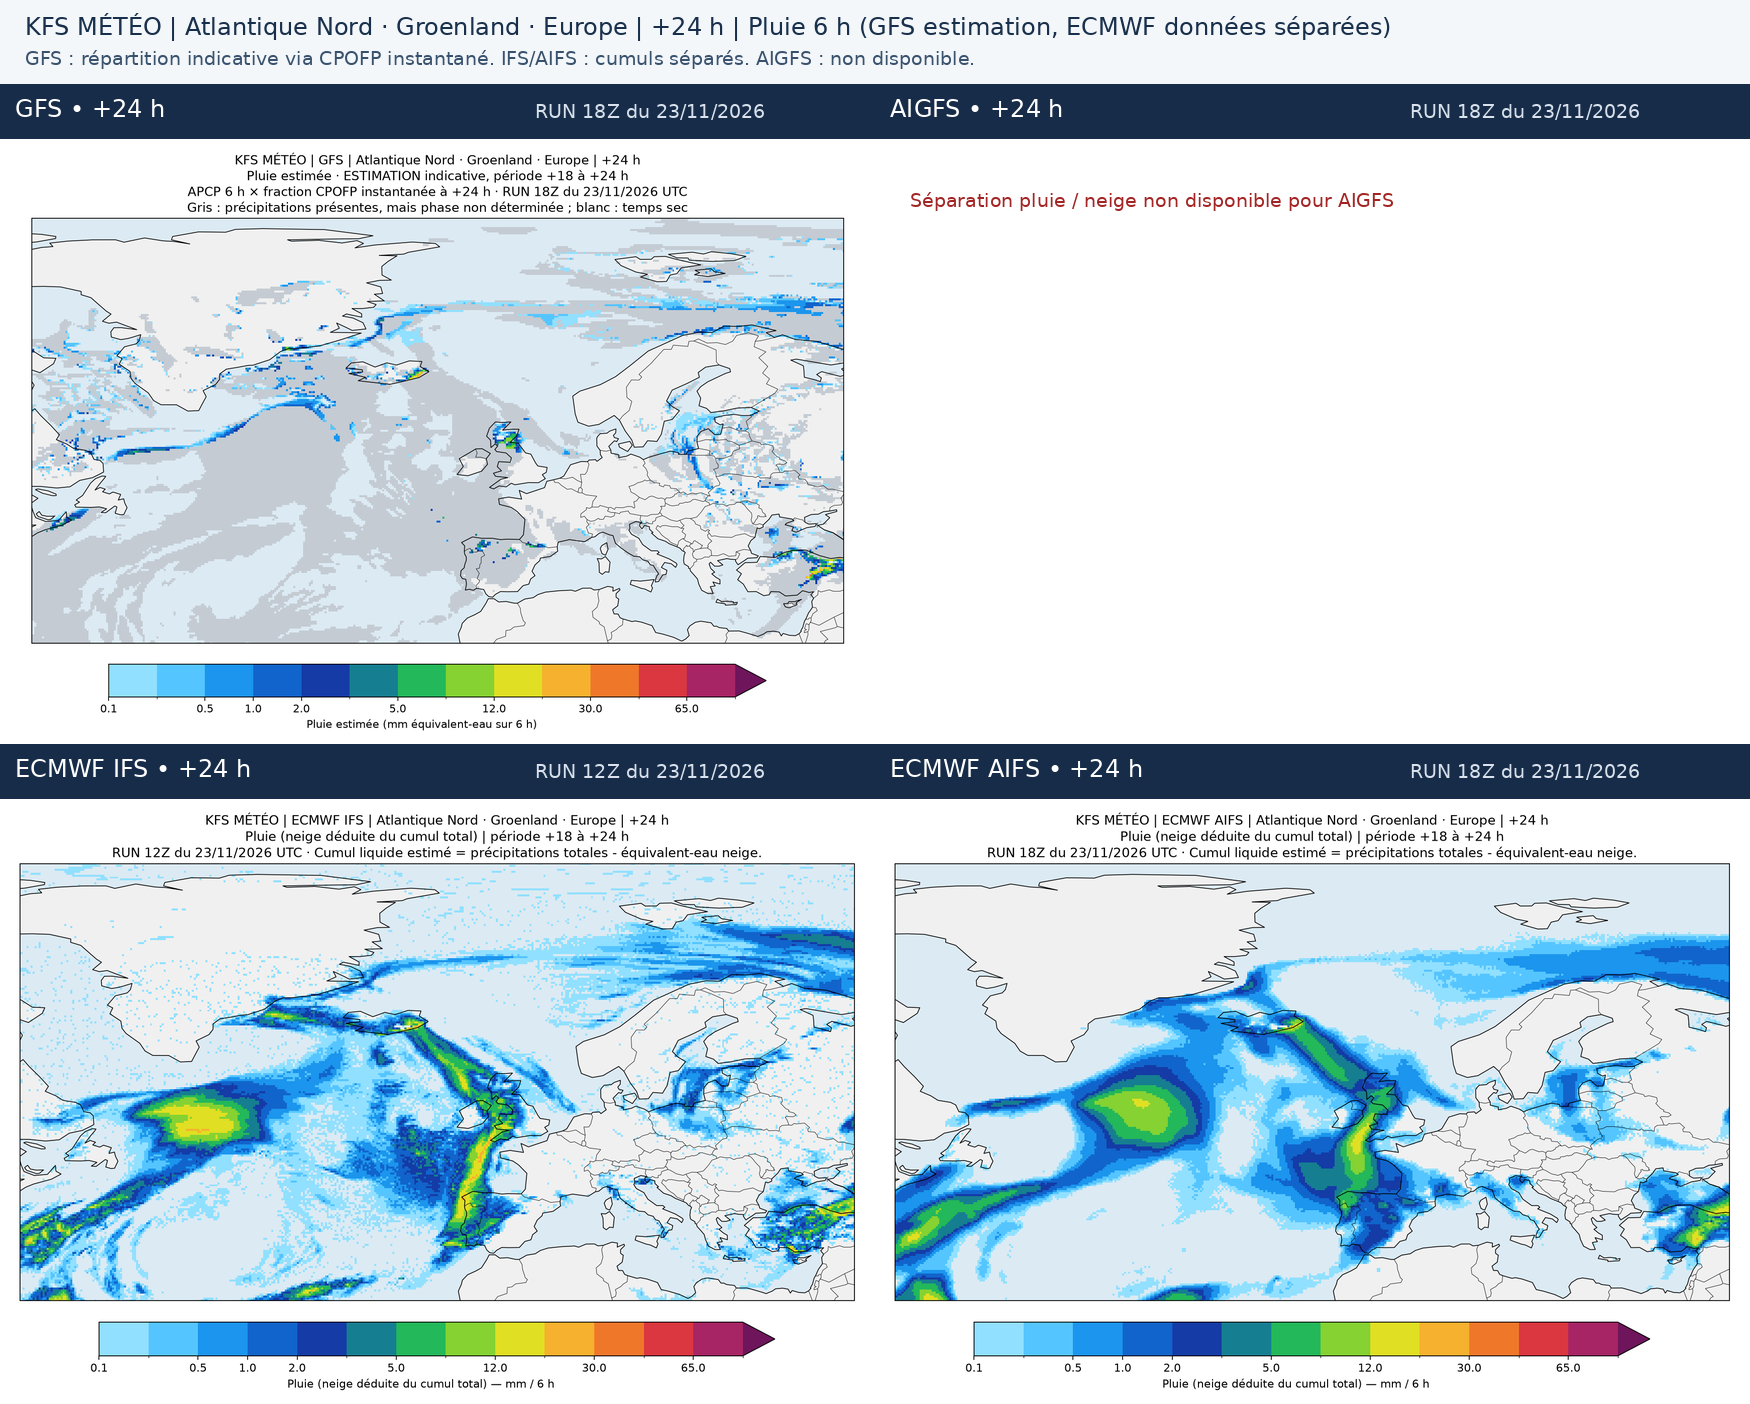 KFS MÉTÉO | Atlantique Nord · Groenland · Europe | +24 h | Pluie 6 h (GFS estimation, ECMWF données séparées)
GFS : répartition indicative via CPOFP instantané. IFS/AIFS : cumuls séparés. AIGFS : non disponible.
GFS • +24 h
RUN 18Z du 23/11/2026
AIGFS • +24 h
RUN 18Z du 23/11/2026
KFS MÉTÉO | GFS | Atlantique Nord · Groenland · Europe | +24 h
Pluie estimée · ESTIMATION indicative, période +18 à +24 h
APCP 6 h × fraction CPOFP instantanée à +24 h · RUN 18Z du 23/11/2026 UTC
Gris : précipitations présentes, mais phase non déterminée ; blanc : temps sec
Séparation pluie / neige non disponible pour AIGFS
0.1 0.5 1.0 2.0 5.0 12.0 30.0 65.0
Pluie estimée (mm équivalent-eau sur 6 h)
ECMWF IFS • +24 h
RUN 12Z du 23/11/2026
ECMWF AIFS • +24 h
RUN 18Z du 23/11/2026
KFS MÉTÉO | ECMWF IFS | Atlantique Nord · Groenland · Europe | +24 h
Pluie (neige déduite du cumul total) | période +18 à +24 h
RUN 12Z du 23/11/2026 UTC · Cumul liquide estimé = précipitations totales - équivalent-eau neige.
0.1 0.5 1.0 2.0 5.0 12.0 30.0 65.0
Pluie (neige déduite du cumul total) — mm / 6 h
KFS MÉTÉO | ECMWF AIFS | Atlantique Nord · Groenland · Europe | +24 h
Pluie (neige déduite du cumul total) | période +18 à +24 h
RUN 18Z du 23/11/2026 UTC · Cumul liquide estimé = précipitations totales - équivalent-eau neige.
0.1 0.5 1.0 2.0 5.0 12.0 30.0 65.0
Pluie (neige déduite du cumul total) — mm / 6 h